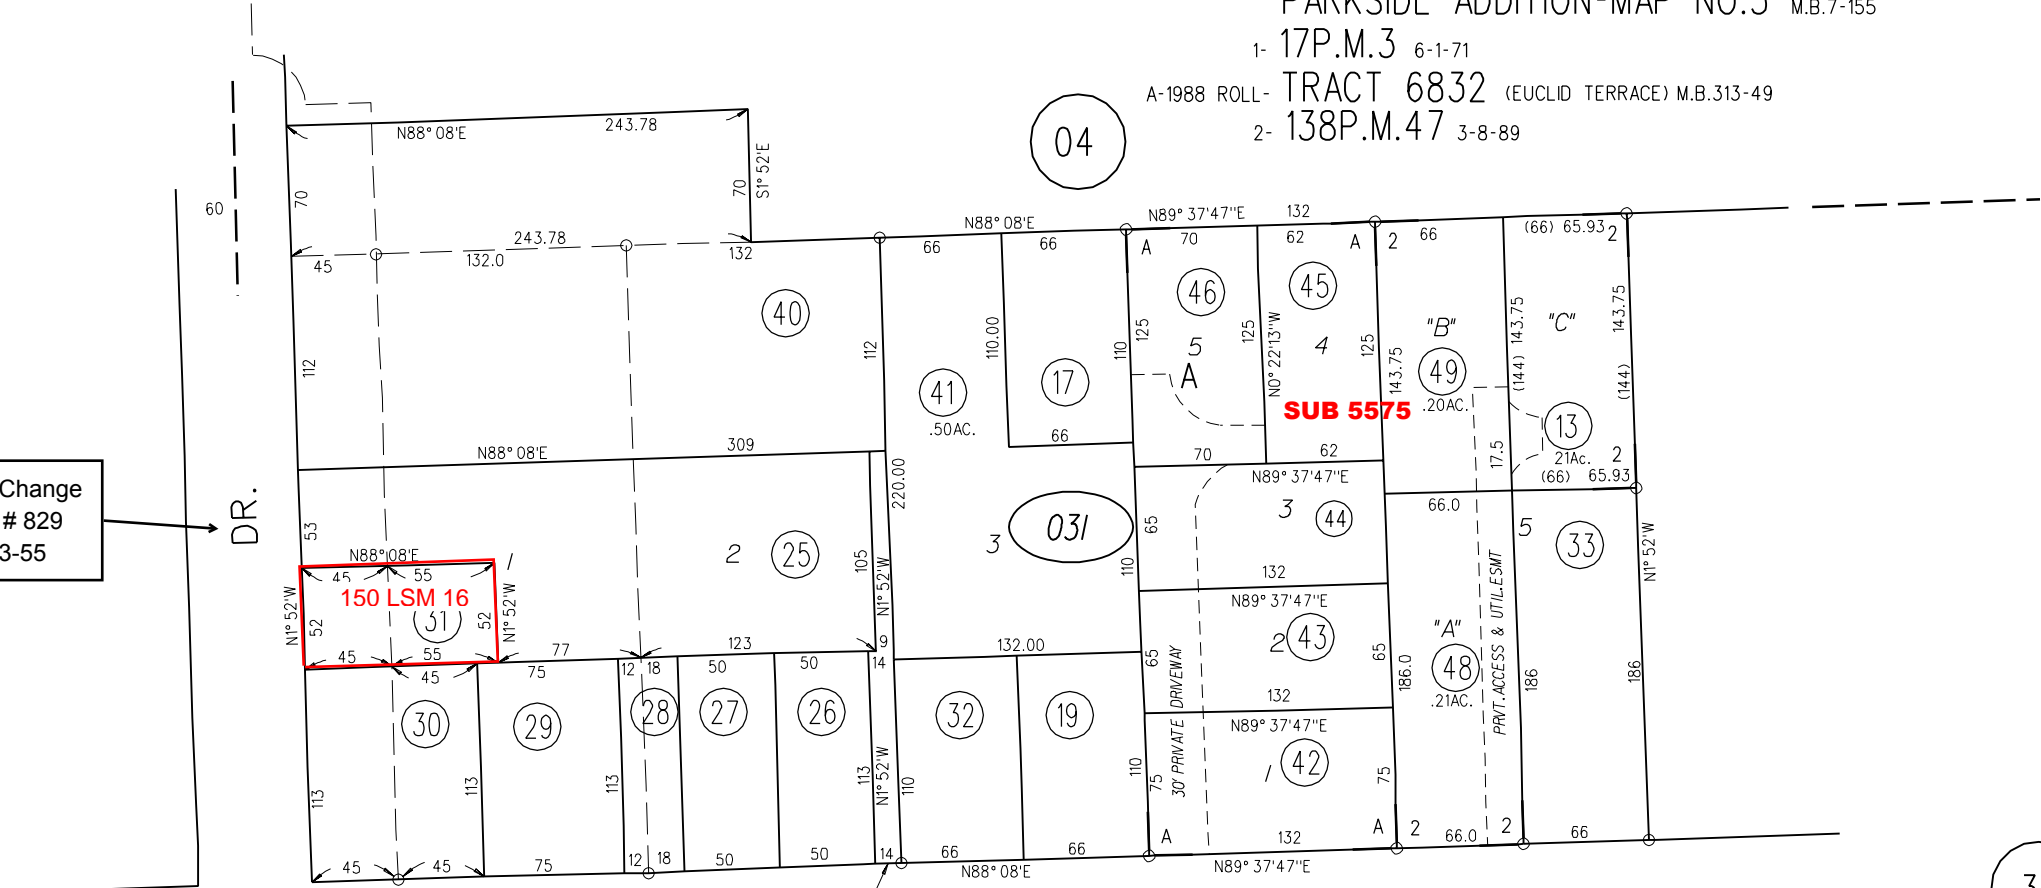 PARKSIDE ADDITION-MAP NO.3 M.B.7-155
1- 17P.M.3 6-1-71
A-1988 ROLL- TRACT 6832 (EUCLID TERRACE) M.B.313-49
2- 138P.M.47 3-8-89
04
N88° 08'E 243.78
70
70
S1° 52'E
60
243.78
45 132.0 132
N88° 08'E
66 66
N89° 37'47"E 132
A 70 62 A
2 66
(66) 65.93 2
40
112
112
41
.50AC.
110.00
17
110
66
46
125
125
5
A
N0° 22'13"W
45
4
125
SUB 5575
"B"
49
.20AC.
143.75
(144) 143.75
"C"
143.75
(144)
13
.21Ac.
17.5
2
(66) 65.93
N88° 08'E 309
220.00
70 62
N89° 37'47"E
3 44
65
66.0
5 33
N1° 52'W
Change
# 829
3-55
DR.
53
N88° 08'E
1
45 55
150 LSM 16
31
N1° 52'W
52
52
N1° 52'W
45 55
2 25
105
N1° 52'W
3 031
110
132
N89° 37'47"E
2 43
65
65
"A"
48
.21AC.
186.0
PRVT. ACCESS & UTIL.ESMT
186
186
77 123 9
132.00
45 75 12 18 50 50 14
30 29 28 27 26 32 19
113
113
113
113
N1° 52'W
110
110
132
N89° 37'47"E
1 42
75
75
30' PRIVATE DRIVEWAY
A 132 A
2 66.0 2 66
45 45 75 12 18 50 50 14 66 66
N88° 08'E
N89° 37'47"E
3